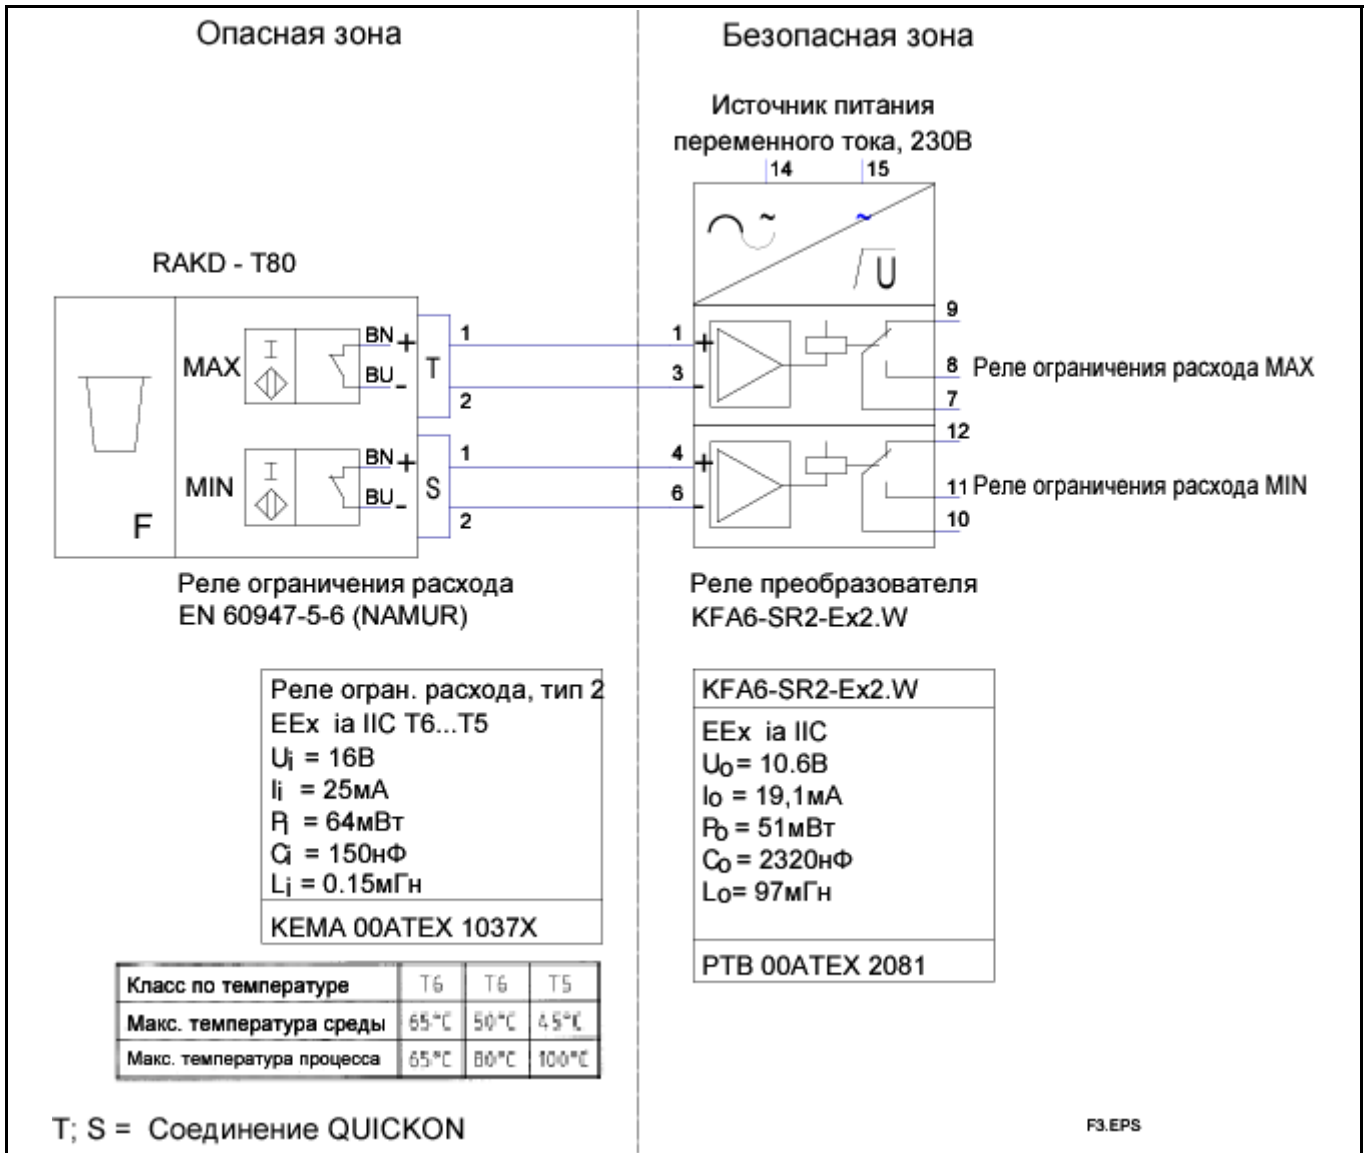 Опасная зона
Безопасная зона
Источник питания
переменного тока, 230В
14 15
~ ~
U
RAKD - T80
MAX
I
BN +
BU -
T
1
2
1 +
3 -
9
8 Реле ограничения расхода MAX
7
MIN
I
BN +
BU -
S
1
2
4 +
6 -
12
11 Реле ограничения расхода MIN
10
F
Реле ограничения расхода
EN 60947-5-6 (NAMUR)
Реле преобразователя
KFA6-SR2-Ex2.W
Реле огран. расхода, тип 2
EEx ia IIC T6...T5
Ui = 16В
Ii = 25мА
Pi = 64мВт
Ci = 150нФ
Li = 0.15мГн
KEMA 00ATEX 1037X
KFA6-SR2-Ex2.W
EEx ia IIC
Uo = 10.6В
Io = 19,1мА
Po = 51мВт
Co = 2320нФ
Lo= 97мГн
PTB 00ATEX 2081
Класс по температуре T6 T6 T5
Макс. температура среды 65°C 50°C 45°C
Макс. температура процесса 65°C 80°C 100°C
T; S = Соединение QUICKON
F3.EPS